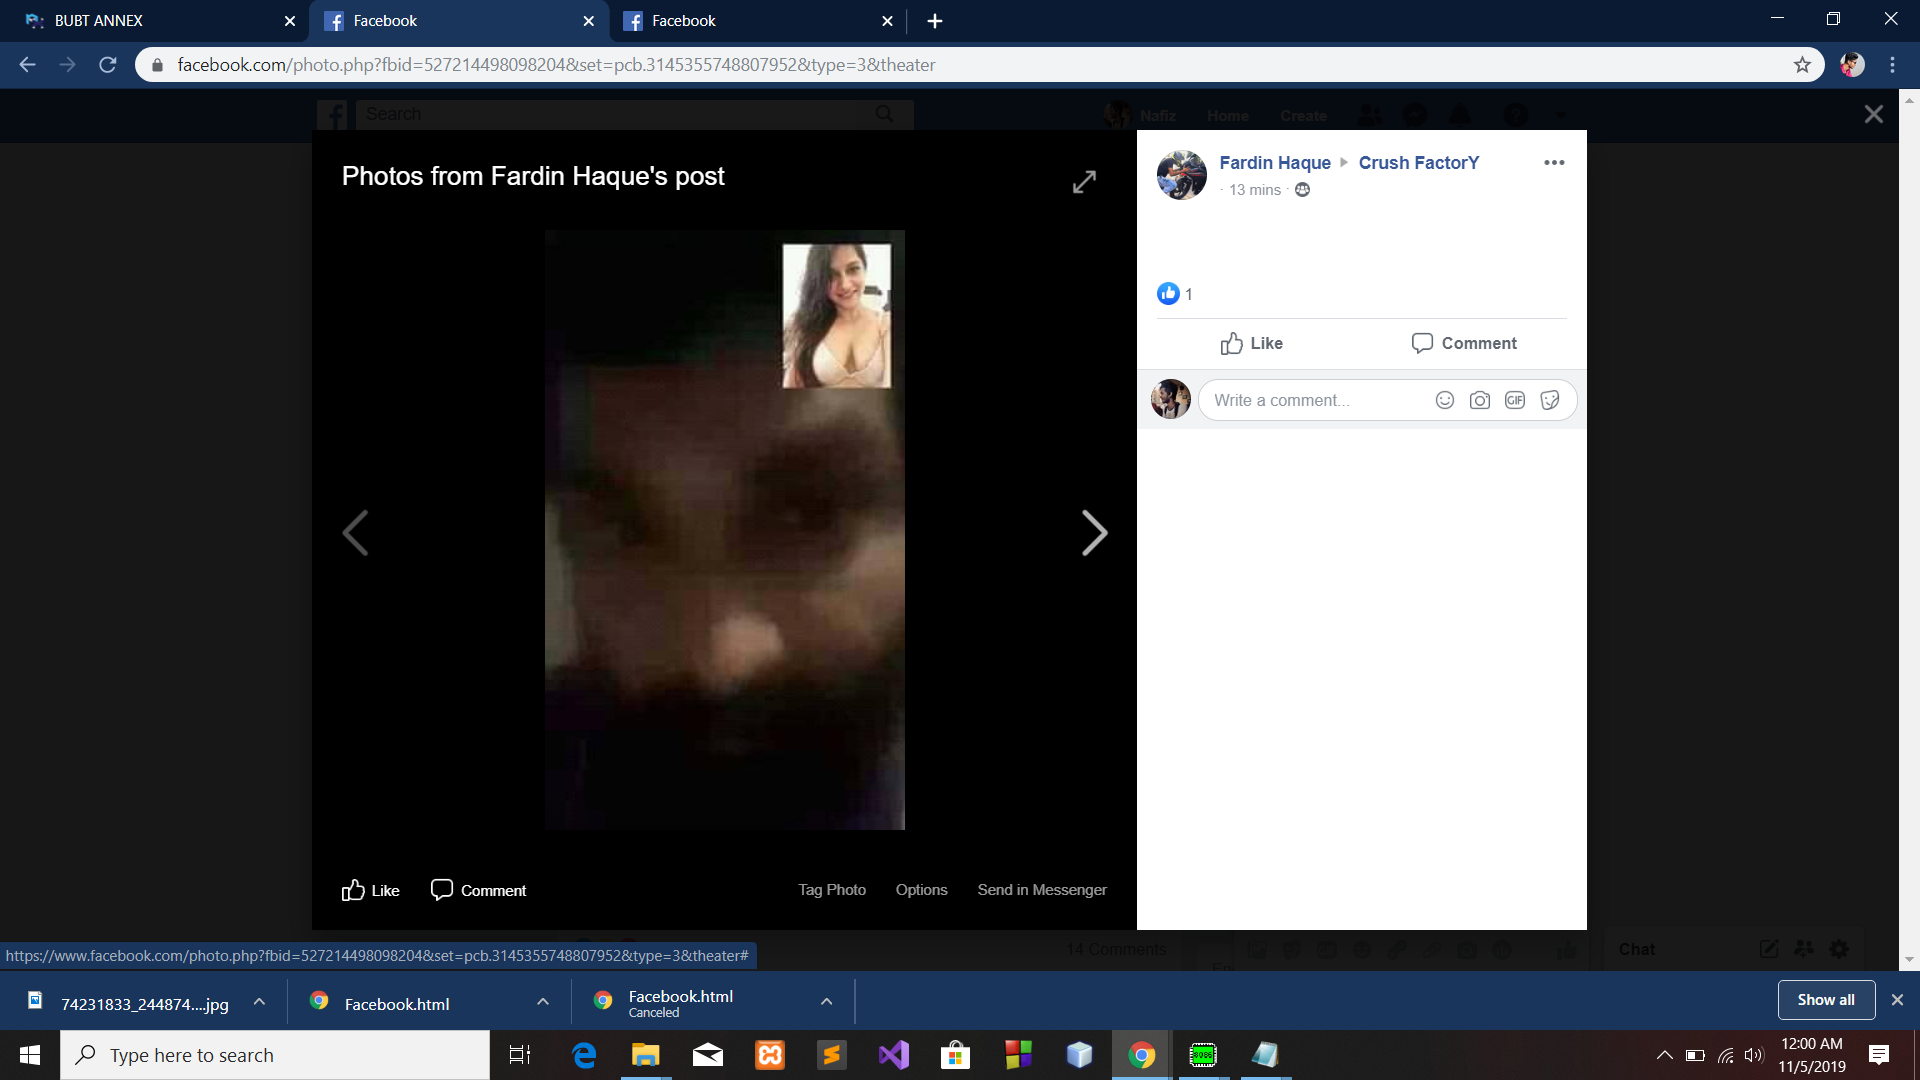 BUBT ANNEX
Facebook
Facebook
facebook.com/photo.php?fbid=527214498098204&set=pcb.3145355748807952&type=3&theater
Search
Nafiz
Home
Create
Photos from Fardin Haque's post
Fardin Haque
Crush FactorY
· 13 mins ·
1
Like
Comment
Write a comment...
GIF
Like
Comment
Tag Photo
Options
Send in Messenger
14 Comments
Chat
https://www.facebook.com/photo.php?fbid=527214498098204&set=pcb.3145355748807952&type=3&theater#
74231833_244874....jpg
Facebook.html
Facebook.html
Canceled
Show all
Type here to search
8086
12:00 AM
11/5/2019